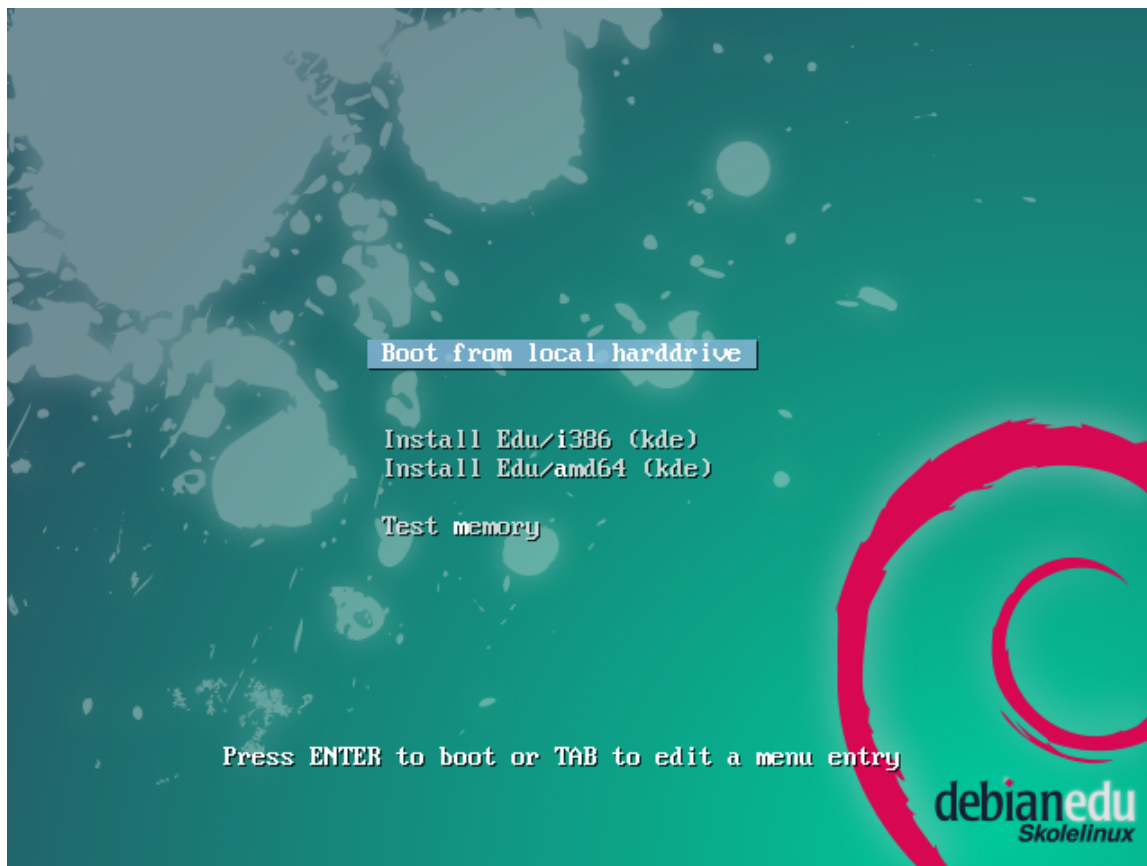 Boot from local harddrive
Install Edu/i386 (kde)
Install Edu/amd64 (kde)
Test memory
Press ENTER to boot or TAB to edit a menu entry
debianedu
Skolelinux